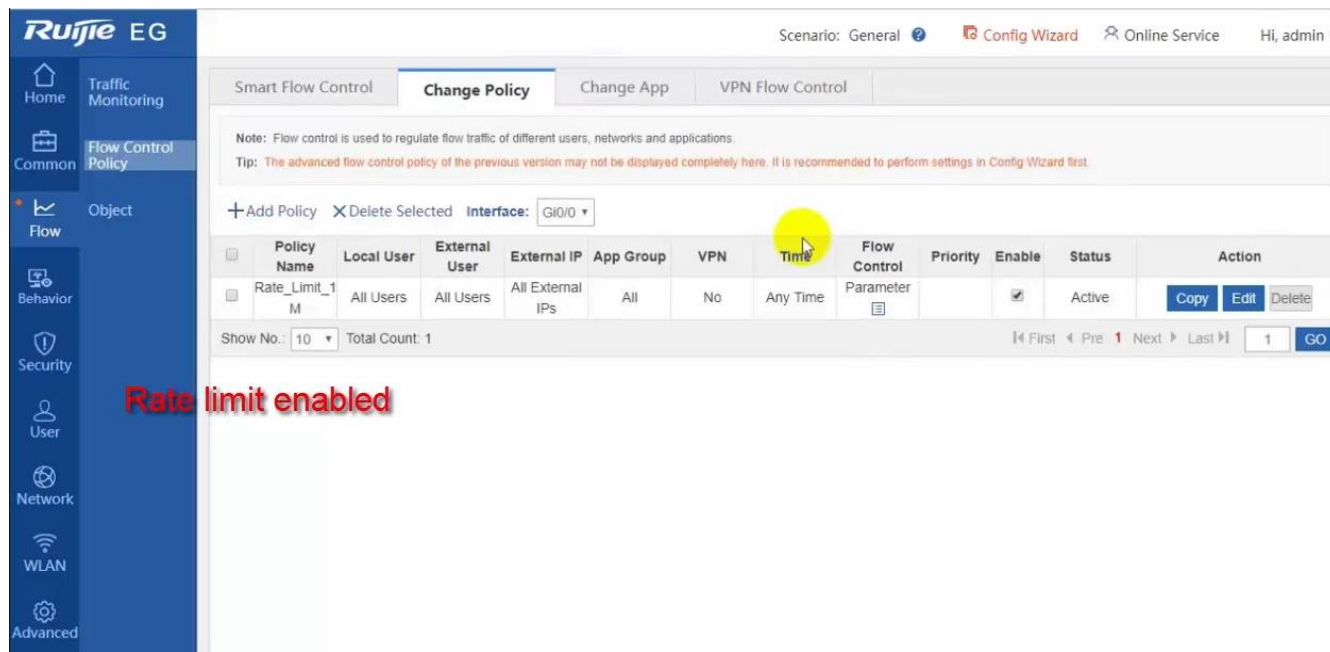 Ruijie EG
Scenario: General ?
Config Wizard
Online Service
Hi, admin
Home
Common
Flow
Behavior
Security
User
Network
WLAN
Advanced
Traffic
Monitoring
Flow Control
Policy
Object
Smart Flow Control
Change Policy
Change App
VPN Flow Control
Note: Flow control is used to regulate flow traffic of different users, networks and applications.
Tip: The advanced flow control policy of the previous version may not be displayed completely here. It is recommended to perform settings in Config Wizard first.
+Add Policy
XDelete Selected
Interface: Gi0/0
Policy
Name
Local User
External
User
External IP
App Group
VPN
Time
Flow
Control
Priority
Enable
Status
Action
Rate_Limit_1
M
All Users
All Users
All External
IPs
All
No
Any Time
Parameter
Active
Copy
Edit
Delete
Show No.: 10
Total Count: 1
First
Pre
1
Next
Last
1
GO
Rate limit enabled